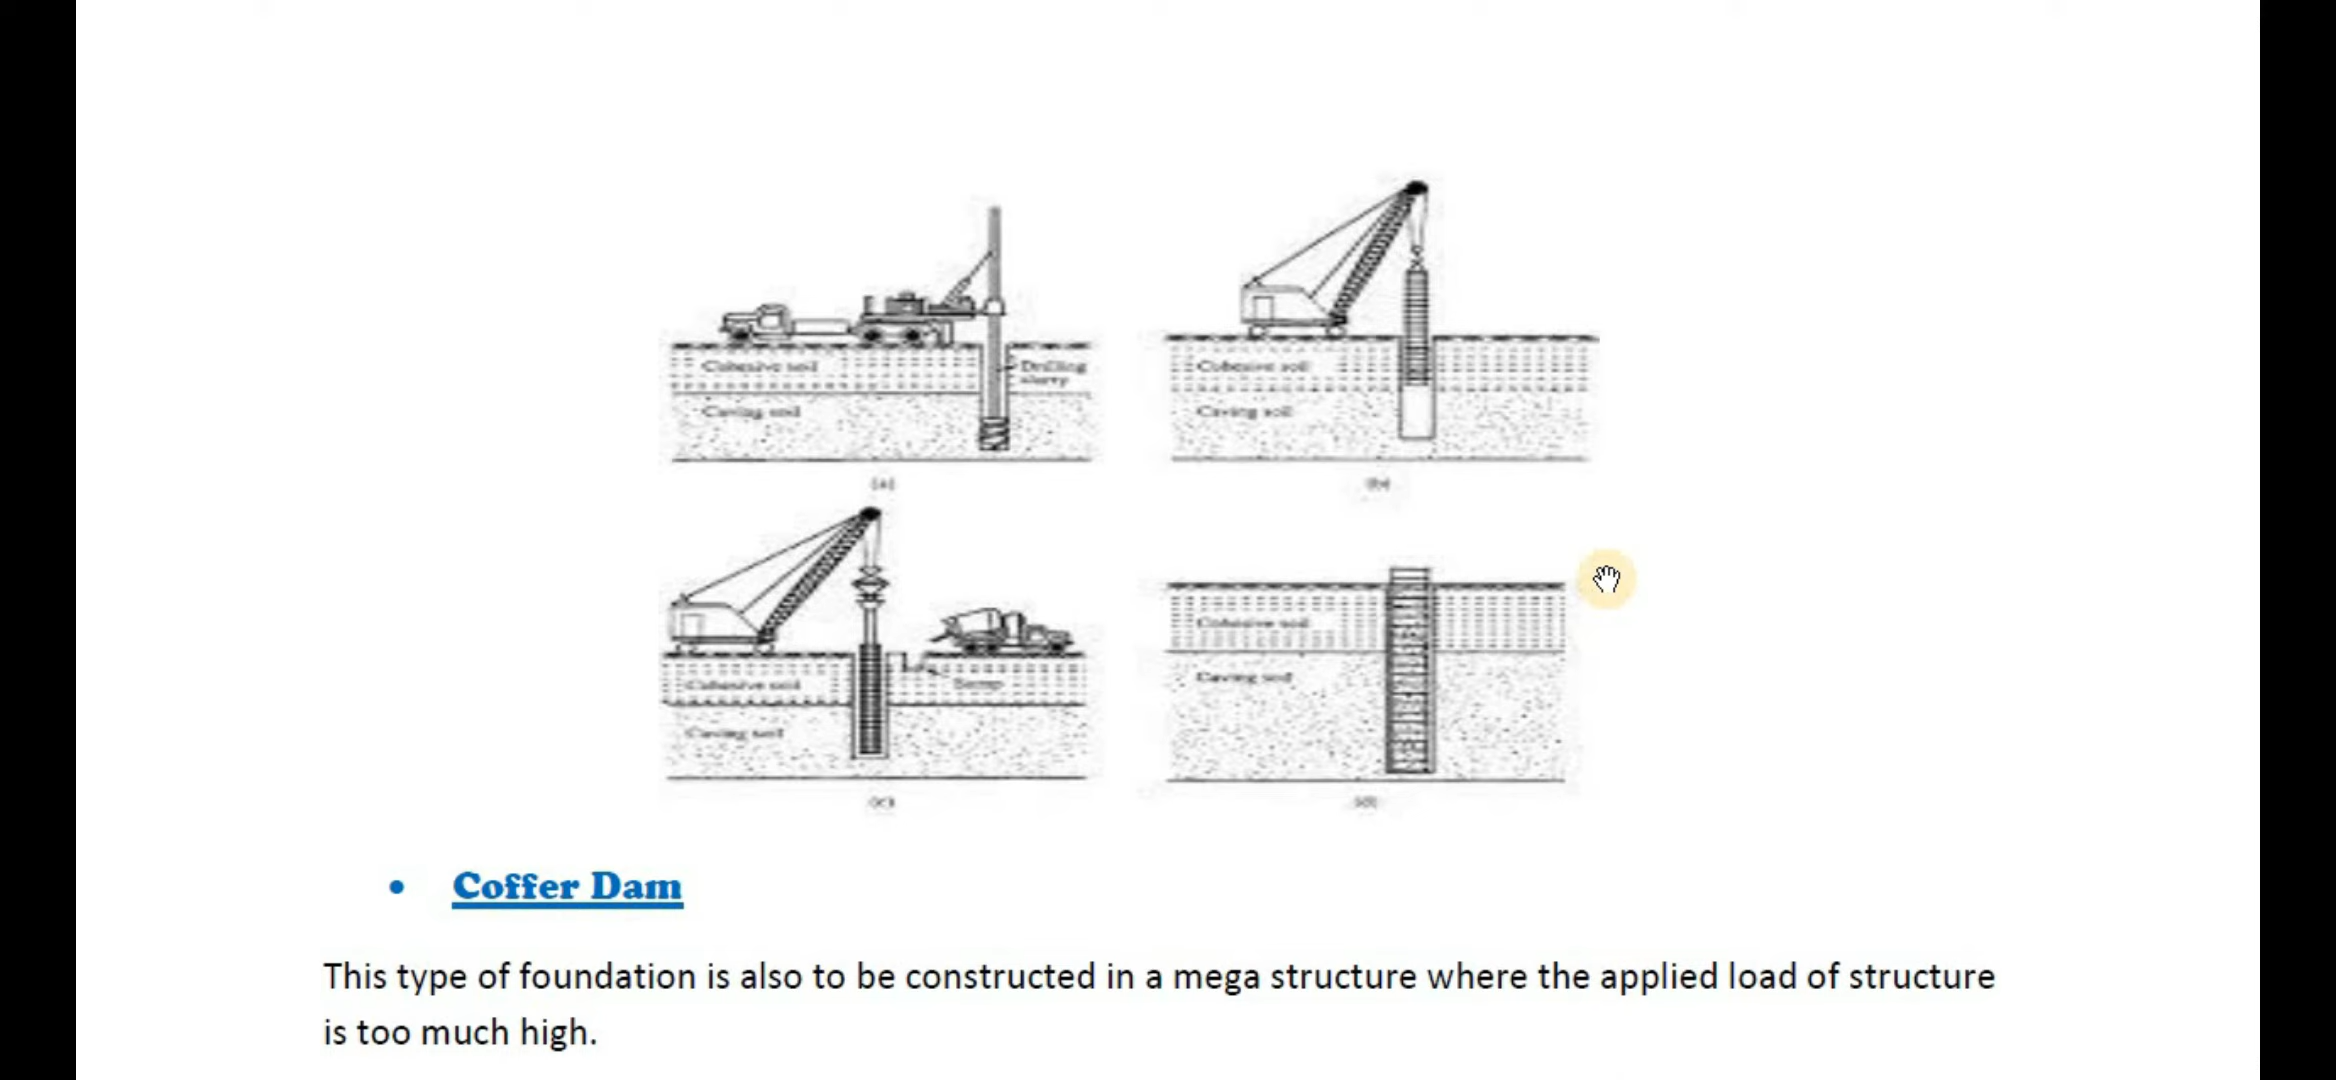 Cohesive soil
Drilling
slurry
Caving soil
(a)
Cohesive soil
Caving soil
(b)
Cohesive soil
Sump
Caving soil
(c)
Cohesive soil
Caving soil
(d)
• Coffer Dam
This type of foundation is also to be constructed in a mega structure where the applied load of structure
is too much high.